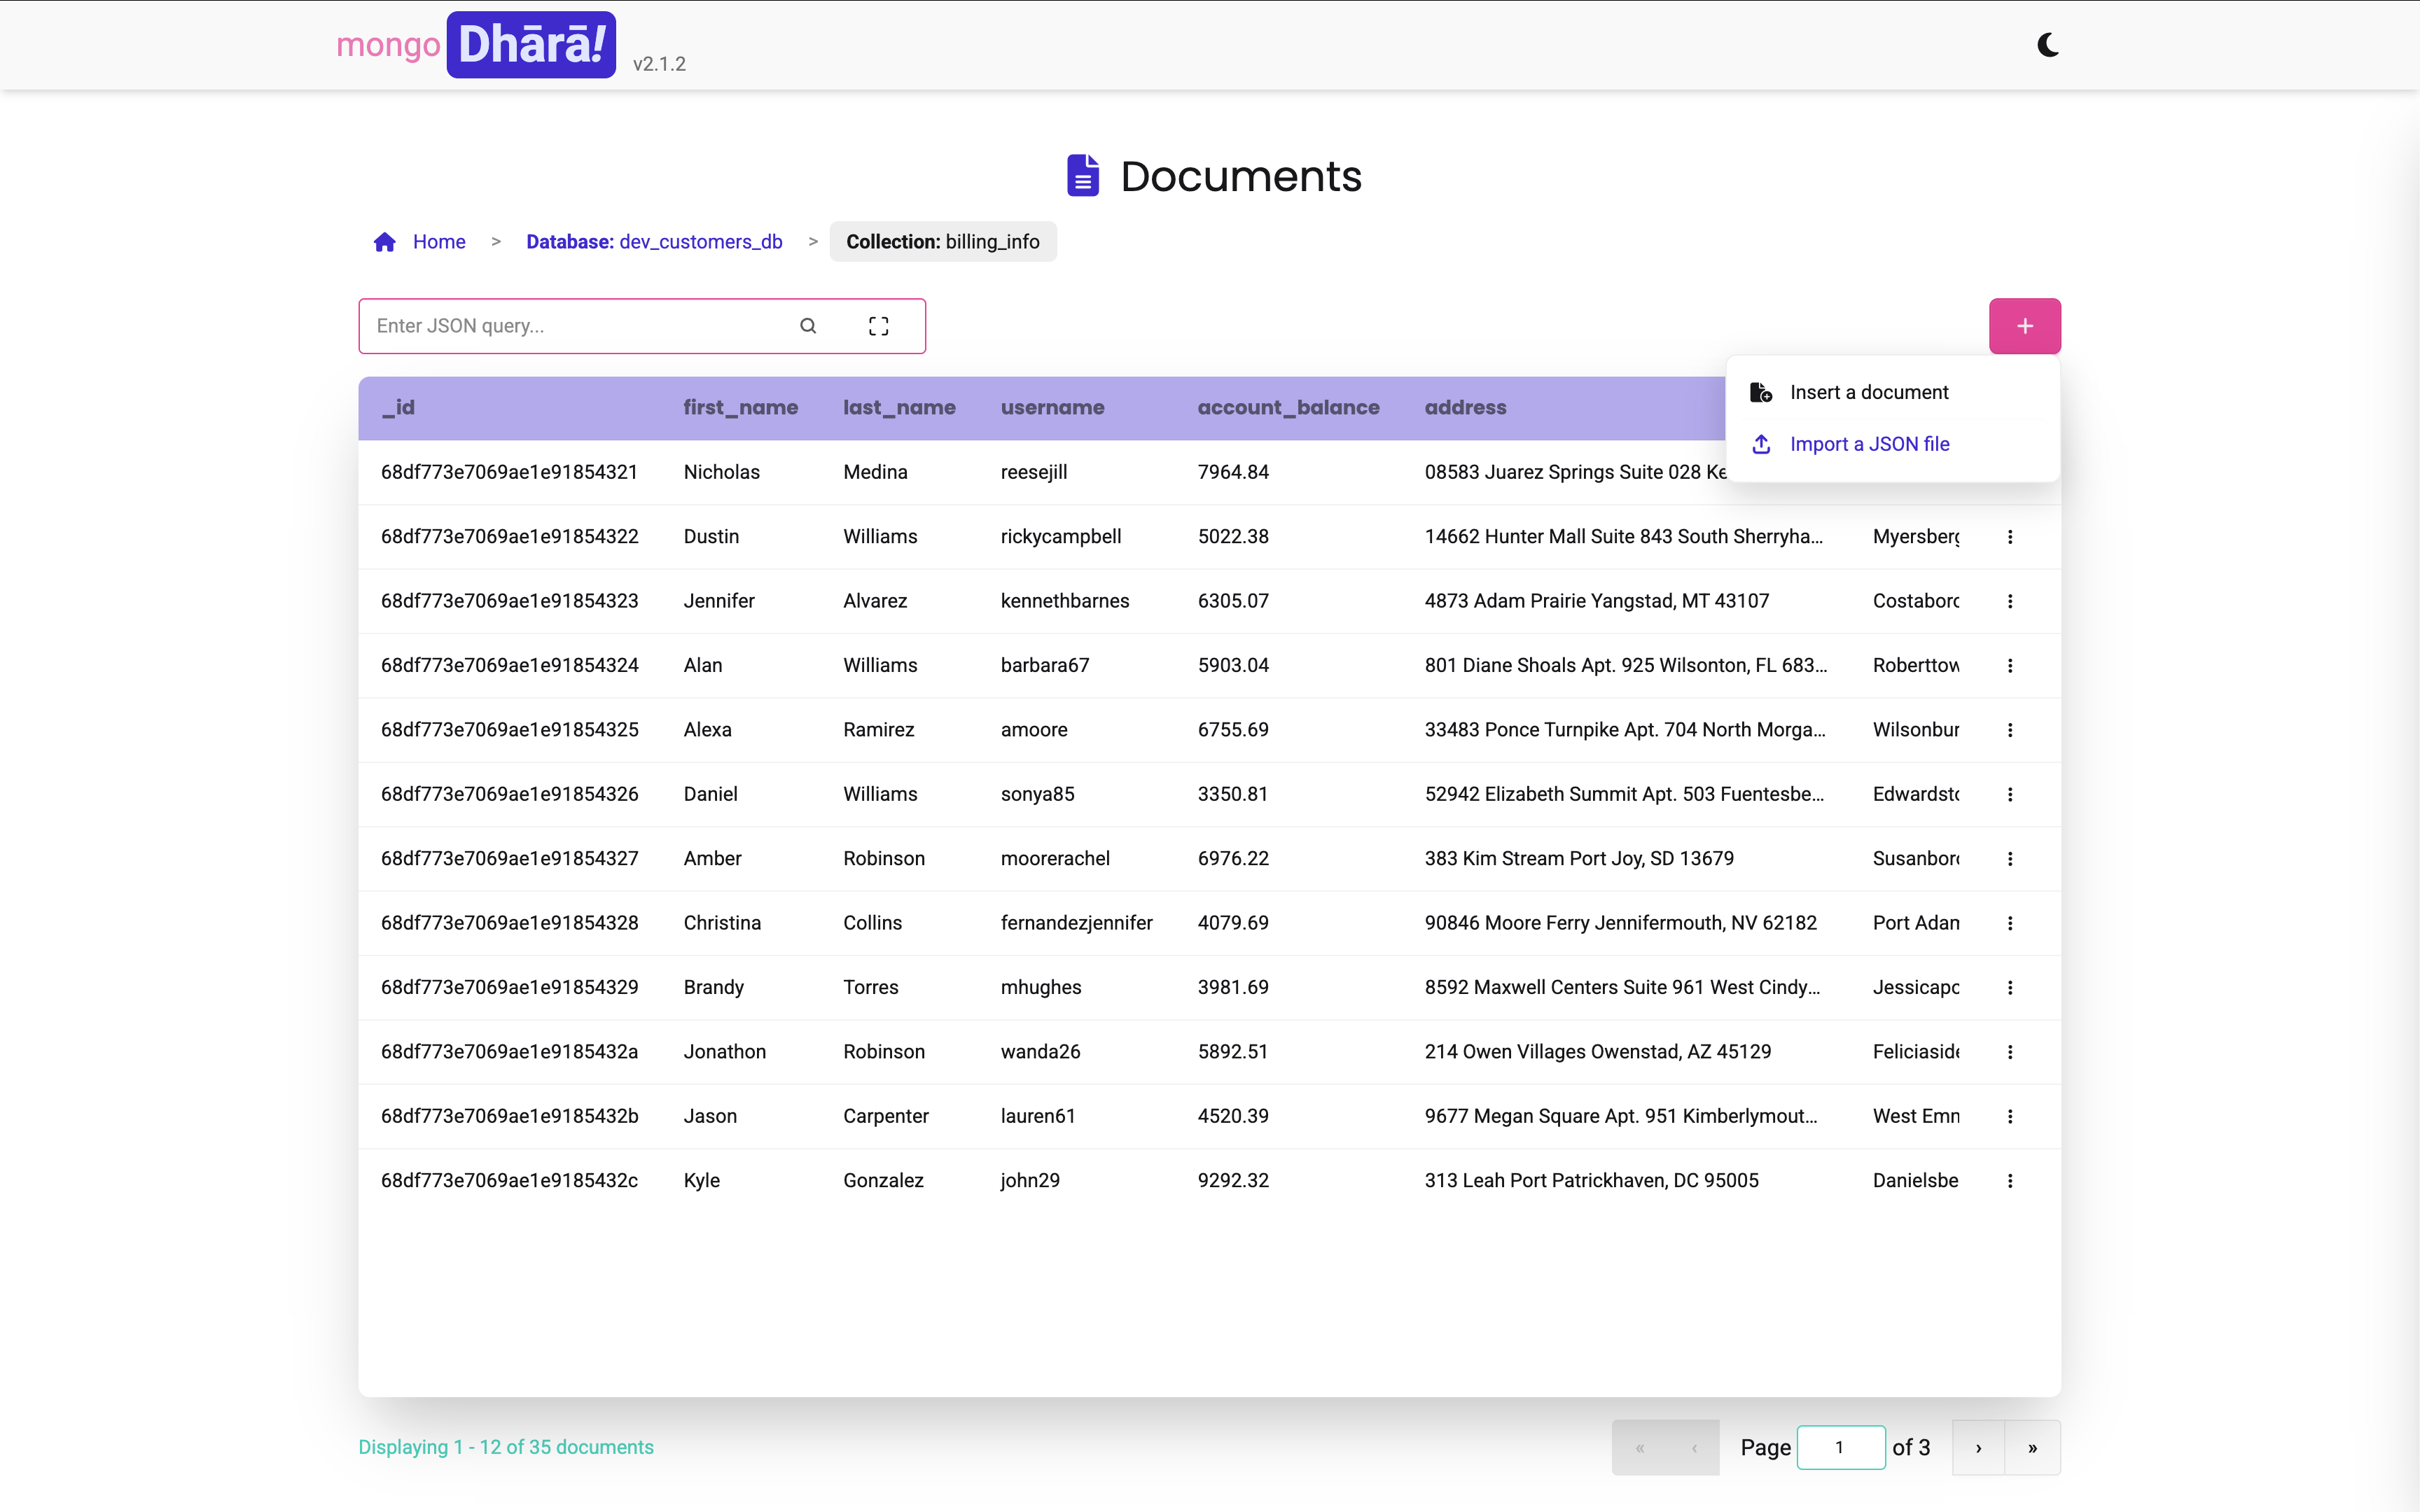 mongo Dhārā! v2.1.2
Documents
Home > Database: dev_customers_db > Collection: billing_info
Enter JSON query...
+
Insert a document
Import a JSON file
_id first_name last_name username account_balance address
68df773e7069ae1e91854321 Nicholas Medina reesejill 7964.84 08583 Juarez Springs Suite 028 Ke
68df773e7069ae1e91854322 Dustin Williams rickycampbell 5022.38 14662 Hunter Mall Suite 843 South Sherryha... Myersberg
68df773e7069ae1e91854323 Jennifer Alvarez kennethbarnes 6305.07 4873 Adam Prairie Yangstad, MT 43107 Costaboro
68df773e7069ae1e91854324 Alan Williams barbara67 5903.04 801 Diane Shoals Apt. 925 Wilsonton, FL 683... Roberttow
68df773e7069ae1e91854325 Alexa Ramirez amoore 6755.69 33483 Ponce Turnpike Apt. 704 North Morga... Wilsonbur
68df773e7069ae1e91854326 Daniel Williams sonya85 3350.81 52942 Elizabeth Summit Apt. 503 Fuentesbe... Edwardsto
68df773e7069ae1e91854327 Amber Robinson moorerachel 6976.22 383 Kim Stream Port Joy, SD 13679 Susanboro
68df773e7069ae1e91854328 Christina Collins fernandezjennifer 4079.69 90846 Moore Ferry Jennifermouth, NV 62182 Port Adam
68df773e7069ae1e91854329 Brandy Torres mhughes 3981.69 8592 Maxwell Centers Suite 961 West Cindy... Jessicapo
68df773e7069ae1e9185432a Jonathon Robinson wanda26 5892.51 214 Owen Villages Owenstad, AZ 45129 Feliciaside
68df773e7069ae1e9185432b Jason Carpenter lauren61 4520.39 9677 Megan Square Apt. 951 Kimberlymout... West Emm
68df773e7069ae1e9185432c Kyle Gonzalez john29 9292.32 313 Leah Port Patrickhaven, DC 95005 Danielsbe
Displaying 1 - 12 of 35 documents
« ‹ Page 1 of 3 › »